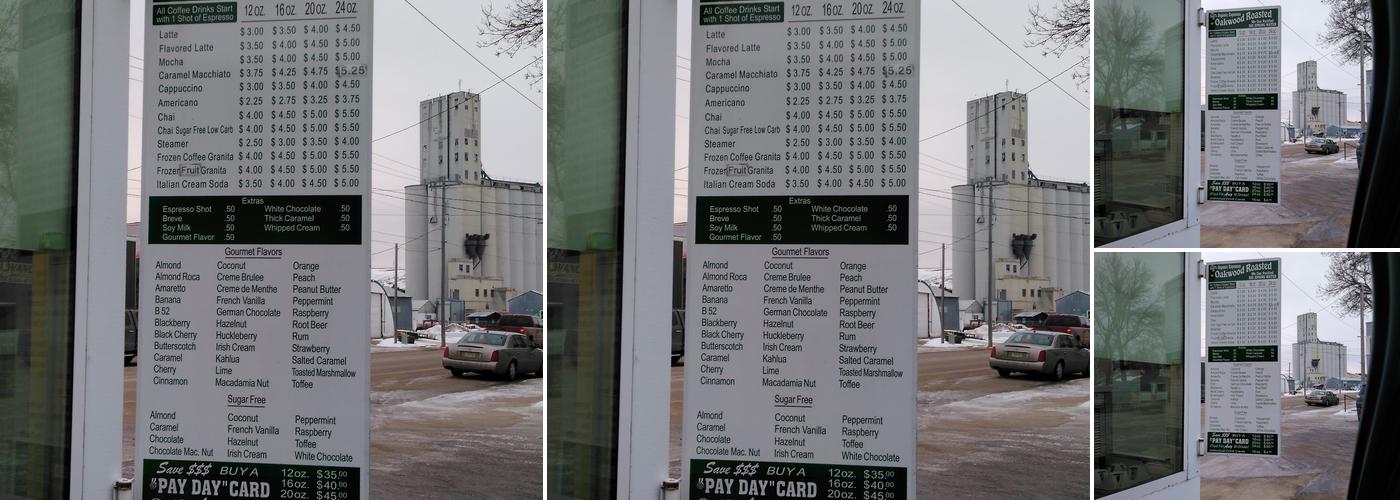 All Coffee Drinks Start
with 1 Shot of Espresso
12 oz. 16 oz. 20 oz. 24 oz.
Latte $ 3.00 $ 3.50 $ 4.00 $ 4.50
Flavored Latte $ 3.50 $ 4.00 $ 4.50 $ 5.00
Mocha $ 3.50 $ 4.00 $ 4.50 $ 5.00
Caramel Macchiato $ 3.75 $ 4.25 $ 4.75 $5.25
Cappuccino $ 3.00 $ 3.50 $ 4.00 $ 4.50
Americano $ 2.25 $ 2.75 $ 3.25 $ 3.75
Chai $ 4.00 $ 4.50 $ 5.00 $ 5.50
Chai Sugar Free Low Carb $ 4.00 $ 4.50 $ 5.00 $ 5.50
Steamer $ 2.50 $ 3.00 $ 3.50 $ 4.00
Frozen Coffee Granita $ 4.00 $ 4.50 $ 5.00 $ 5.50
Frozen Fruit Granita $ 4.00 $ 4.50 $ 5.00 $ 5.50
Italian Cream Soda $ 3.50 $ 4.00 $ 4.50 $ 5.00
Extras
Espresso Shot .50 White Chocolate .50
Breve .50 Thick Caramel .50
Soy Milk .50 Whipped Cream .50
Gourmet Flavor .50
Gourmet Flavors
Almond Coconut Orange
Almond Roca Creme Brulee Peach
Amaretto Creme de Menthe Peanut Butter
Banana French Vanilla Peppermint
B 52 German Chocolate Raspberry
Blackberry Hazelnut Root Beer
Black Cherry Huckleberry Rum
Butterscotch Irish Cream Strawberry
Caramel Kahlua Salted Caramel
Cherry Lime Toasted Marshmallow
Cinnamon Macadamia Nut Toffee
Sugar Free
Almond Coconut Peppermint
Caramel French Vanilla Raspberry
Chocolate Hazelnut Toffee
Chocolate Mac. Nut Irish Cream White Chocolate
Save $$$ BUY A 12oz. $35.00
"PAY DAY" CARD 16oz. $40.00
20oz. $45.00
Oakwood Roasted